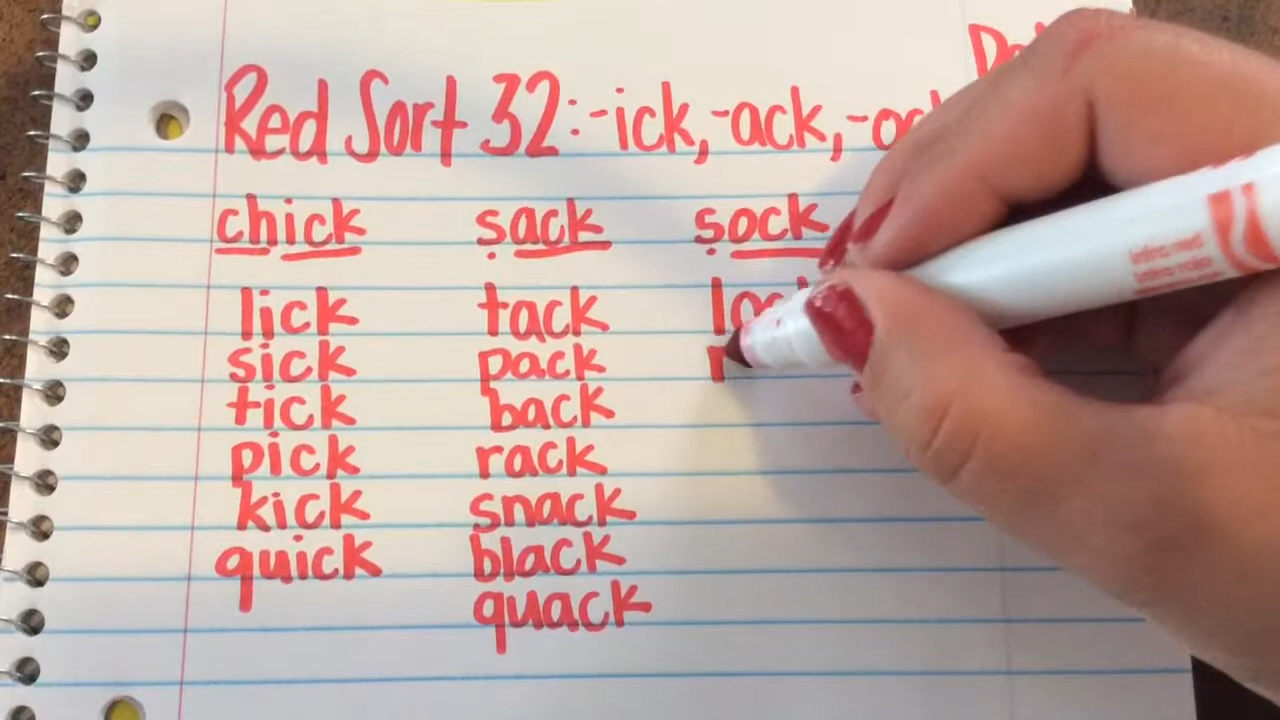 Red Sort 32: -ick, -ack,
chick sack sock
lick tack
sick pack
tick back
pick rack
kick snack
quick black
quack